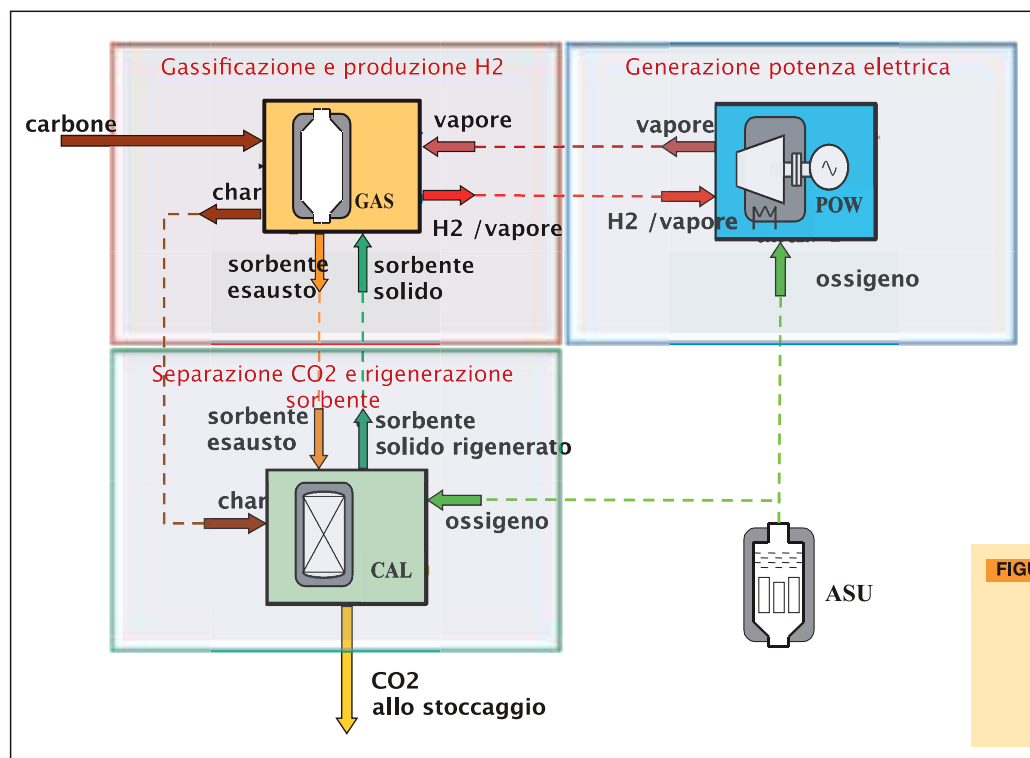 Gassificazione e produzione H2
Generazione potenza elettrica
carbone
vapore
vapore
char
GAS
POW
H2 /vapore
H2 /vapore
sorbente
esausto
sorbente
solido
ossigeno
Separazione CO2 e rigenerazione
sorbente
sorbente
esausto
sorbente
solido rigenerato
char
ossigeno
CAL
ASU
FIGU
CO2
allo stoccaggio